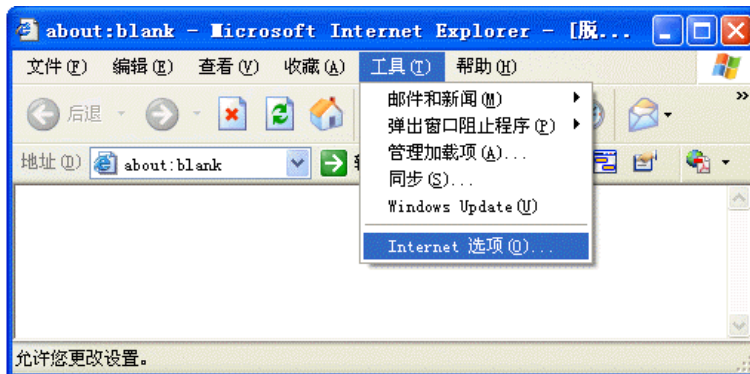 about:blank - Microsoft Internet Explorer - [脱...
文件(F) 编辑(E) 查看(V) 收藏(A) 工具(T) 帮助(H)
后退
邮件和新闻(M)
弹出窗口阻止程序(P)
地址(D) about:blank
管理加载项(A)...
同步(S)...
Windows Update(U)
Internet 选项(O)...
允许您更改设置。